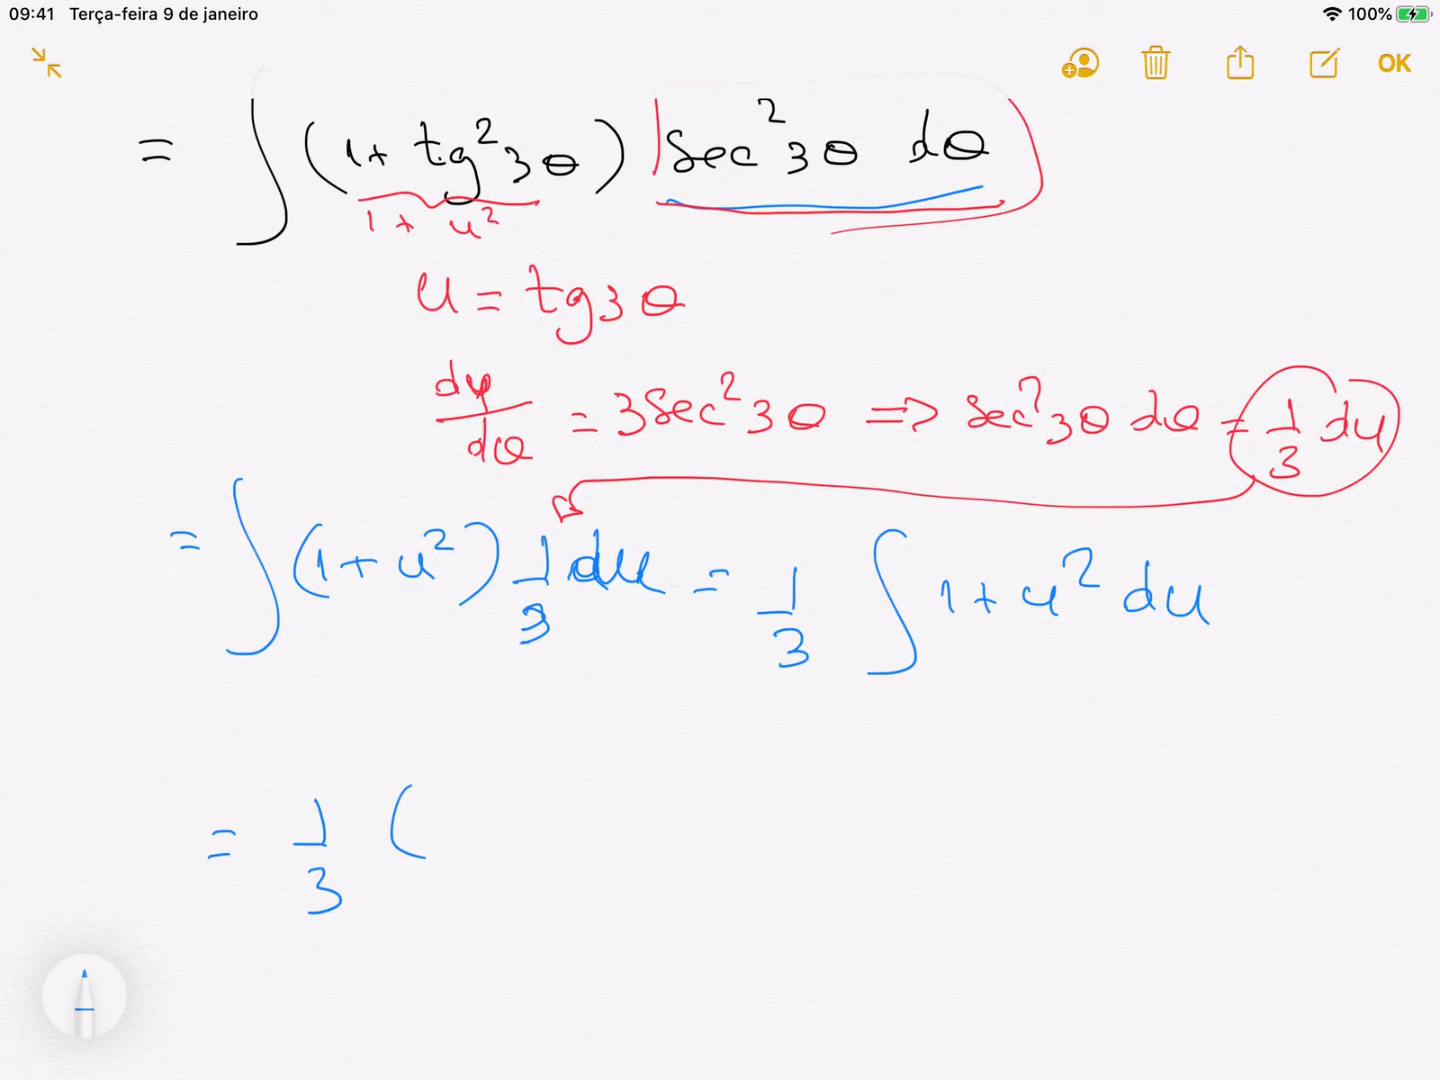 09:41 Terça-feira 9 de janeiro 100%
OK
= ∫ (1 + tg²3θ) sec²3θ dθ
1 + u²
u = tg3θ
du/dθ = 3sec²3θ => sec²3θ dθ = 1/3 du
= ∫ (1 + u²) 1/3 du = 1/3 ∫ 1 + u² du
= 1/3 (